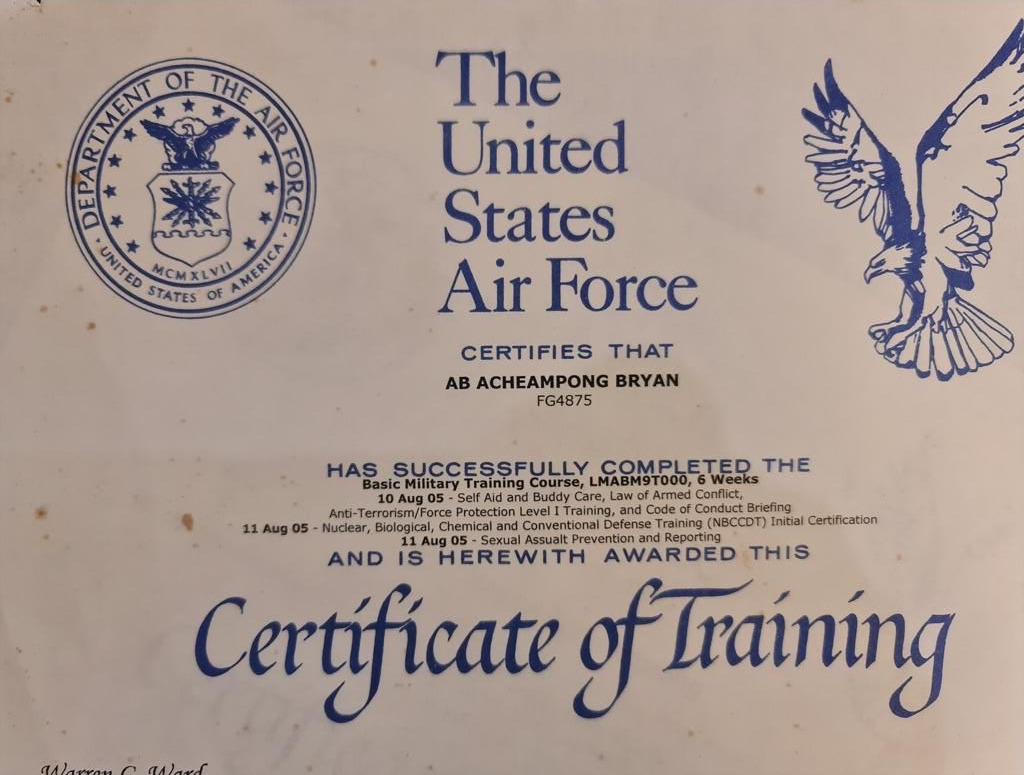 DEPARTMENT OF THE AIR FORCE
MCMXLVII
UNITED STATES OF AMERICA
The
United
States
Air Force
CERTIFIES THAT
AB ACHEAMPONG BRYAN
FG4875
HAS SUCCESSFULLY COMPLETED THE
Basic Military Training Course, LMABM9T000, 6 Weeks
10 Aug 05 - Self Aid and Buddy Care, Law of Armed Conflict,
Anti-Terrorism/Force Protection Level I Training, and Code of Conduct Briefing
11 Aug 05 - Nuclear, Biological, Chemical and Conventional Defense Training (NBCCDT) Initial Certification
11 Aug 05 - Sexual Assualt Prevention and Reporting
AND IS HEREWITH AWARDED THIS
Certificate of Training
Warren C. Ward